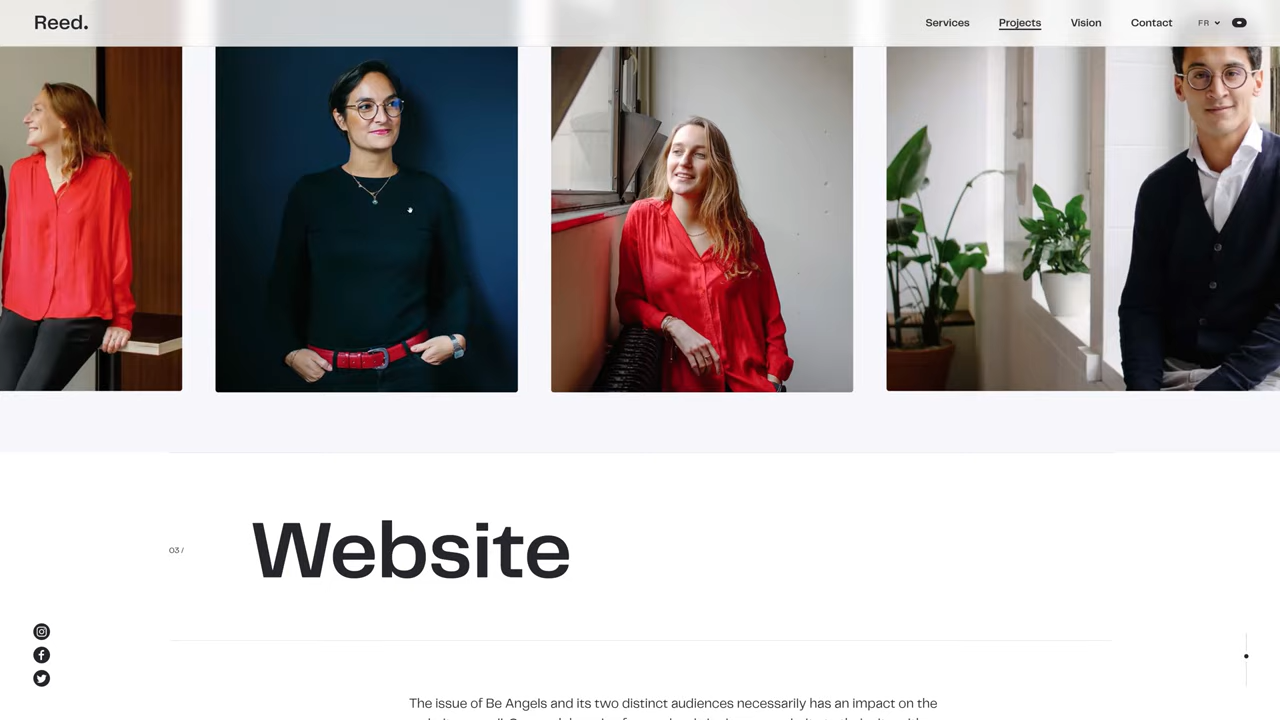 Reed.
Services
Projects
Vision
Contact
FR
03 /
Website
The issue of Be Angels and its two distinct audiences necessarily has an impact on the